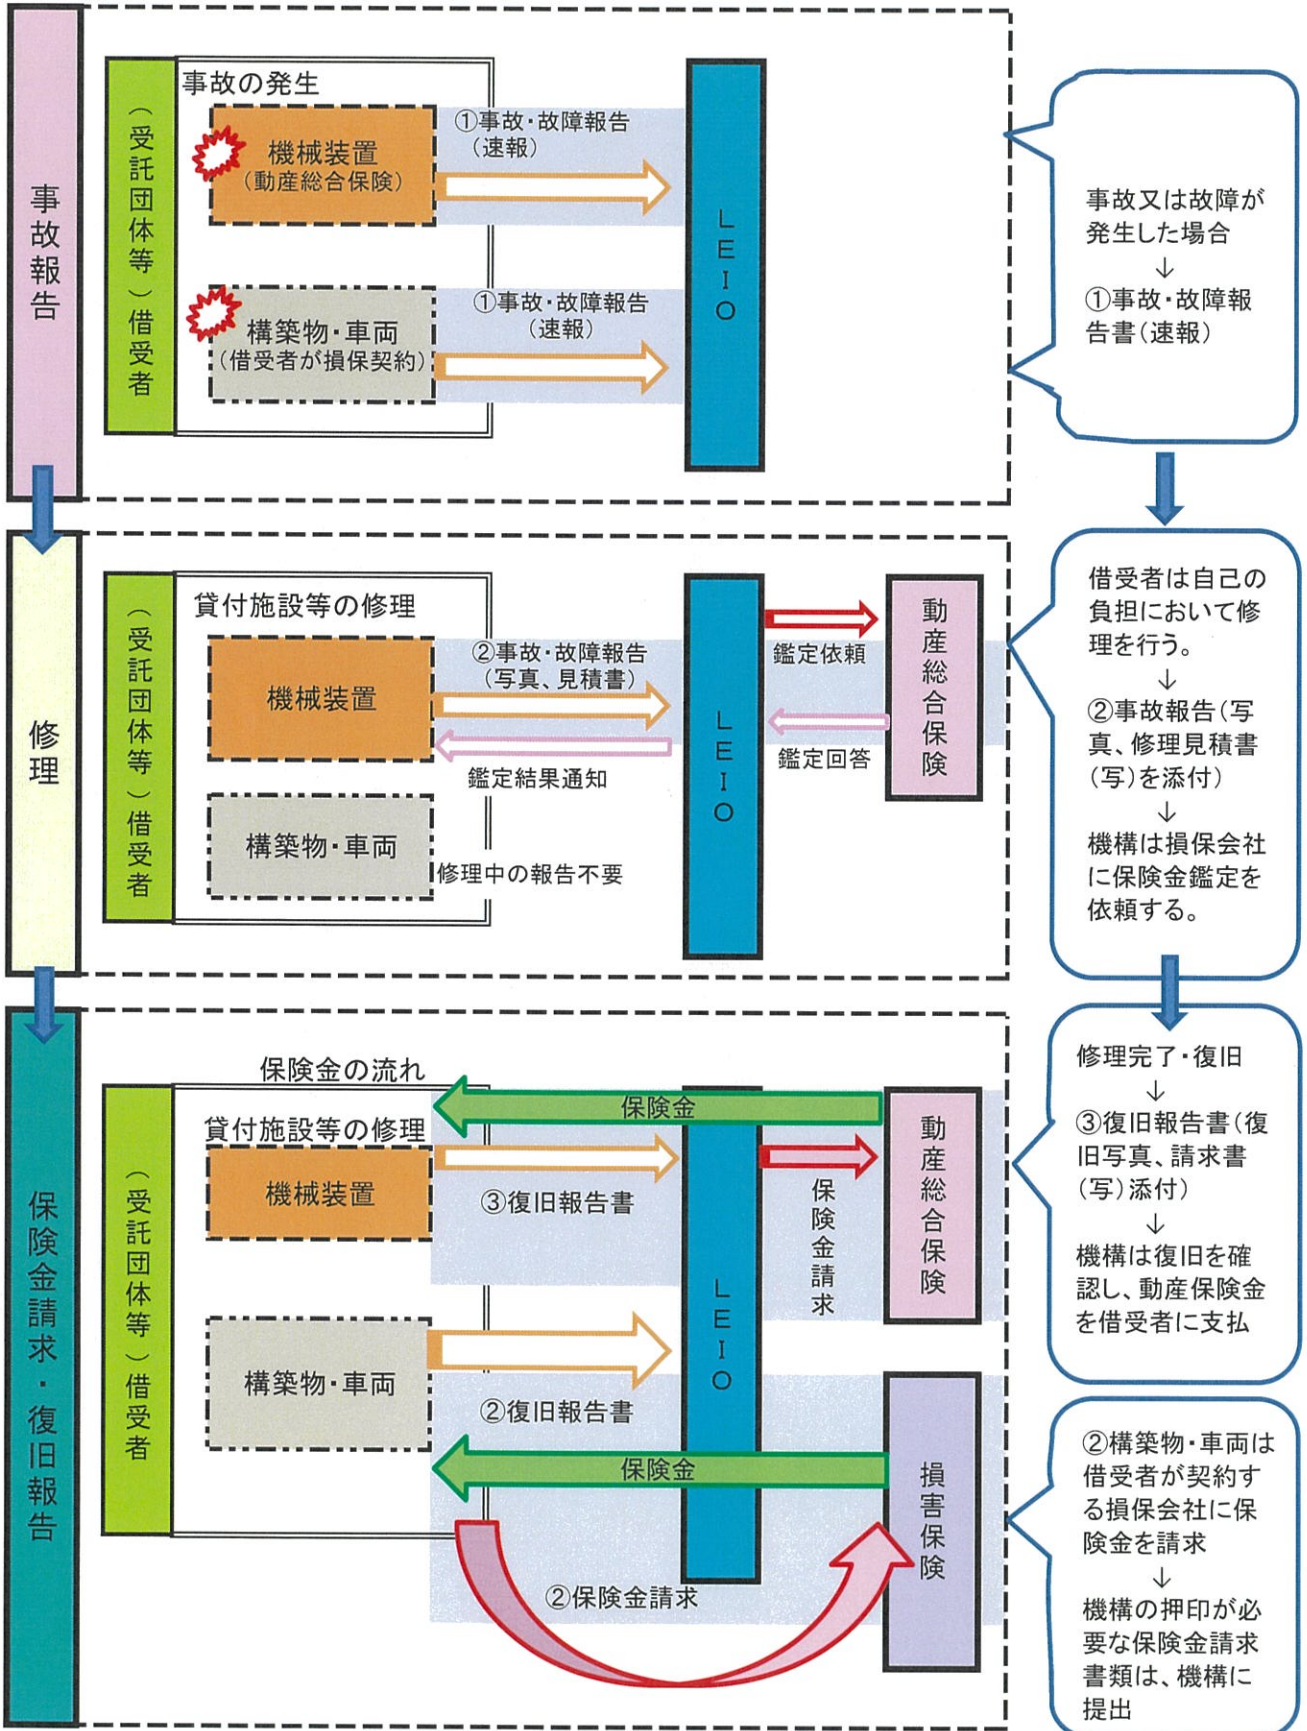 事故報告
（受託団体等）借受者
事故の発生
機械装置
（動産総合保険）
①事故・故障報告
（速報）
構築物・車両
（借受者が損保契約）
①事故・故障報告
（速報）
LEIO
事故又は故障が
発生した場合
↓
①事故・故障報
告書（速報）
修理
（受託団体等）借受者
貸付施設等の修理
機械装置
②事故・故障報告
（写真、見積書）
鑑定結果通知
構築物・車両
修理中の報告不要
LEIO
鑑定依頼
鑑定回答
動産総合保険
借受者は自己の
負担において修
理を行う。
↓
②事故報告（写
真、修理見積書
（写）を添付）
↓
機構は損保会社
に保険金鑑定を
依頼する。
保険金請求・復旧報告
（受託団体等）借受者
保険金の流れ
貸付施設等の修理
機械装置
保険金
③復旧報告書
構築物・車両
②復旧報告書
保険金
②保険金請求
LEIO
保険金請求
動産総合保険
損害保険
修理完了・復旧
↓
③復旧報告書（復
旧写真、請求書
（写）添付）
↓
機構は復旧を確
認し、動産保険金
を借受者に支払
②構築物・車両は
借受者が契約す
る損保会社に保
険金を請求
↓
機構の押印が必
要な保険金請求
書類は、機構に
提出